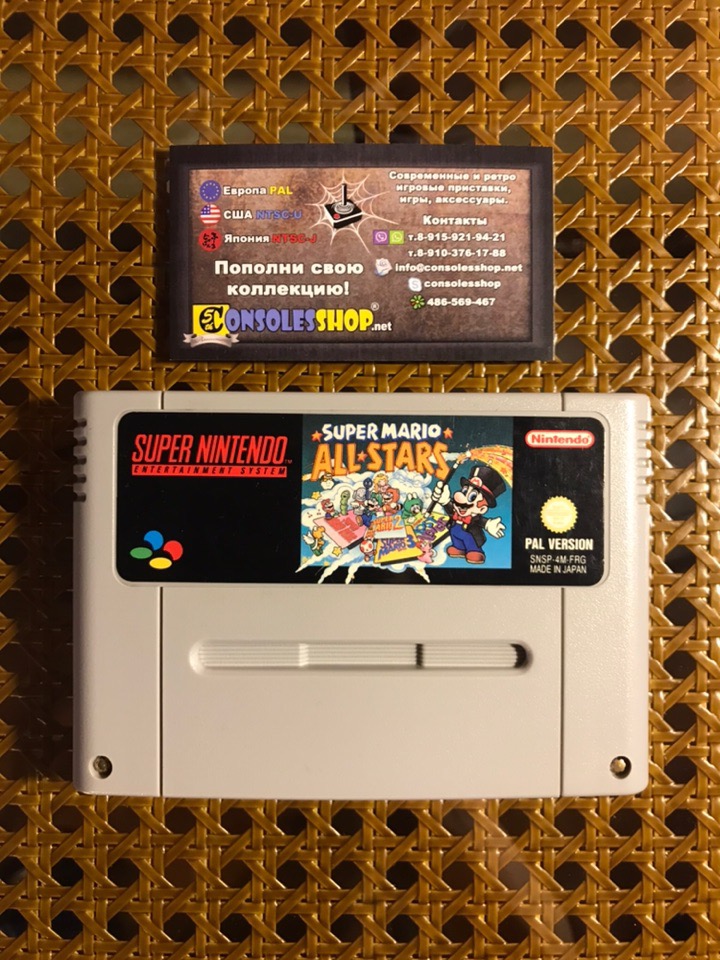 Европа PAL
США NTSC-U
Япония NTSC-J
Пополни свою
коллекцию!
CONSOLESSHOP.net
®
Современные и ретро
игровые приставки,
игры, аксессуары.
Контакты
т.8-915-921-94-21
т.8-910-376-17-88
info@consolesshop.net
consolesshop
486-569-467
SUPER NINTENDO
ENTERTAINMENT SYSTEM
TM
SUPER MARIO
ALL★STARS
Nintendo
PAL VERSION
SNSP-4M-FRG
MADE IN JAPAN